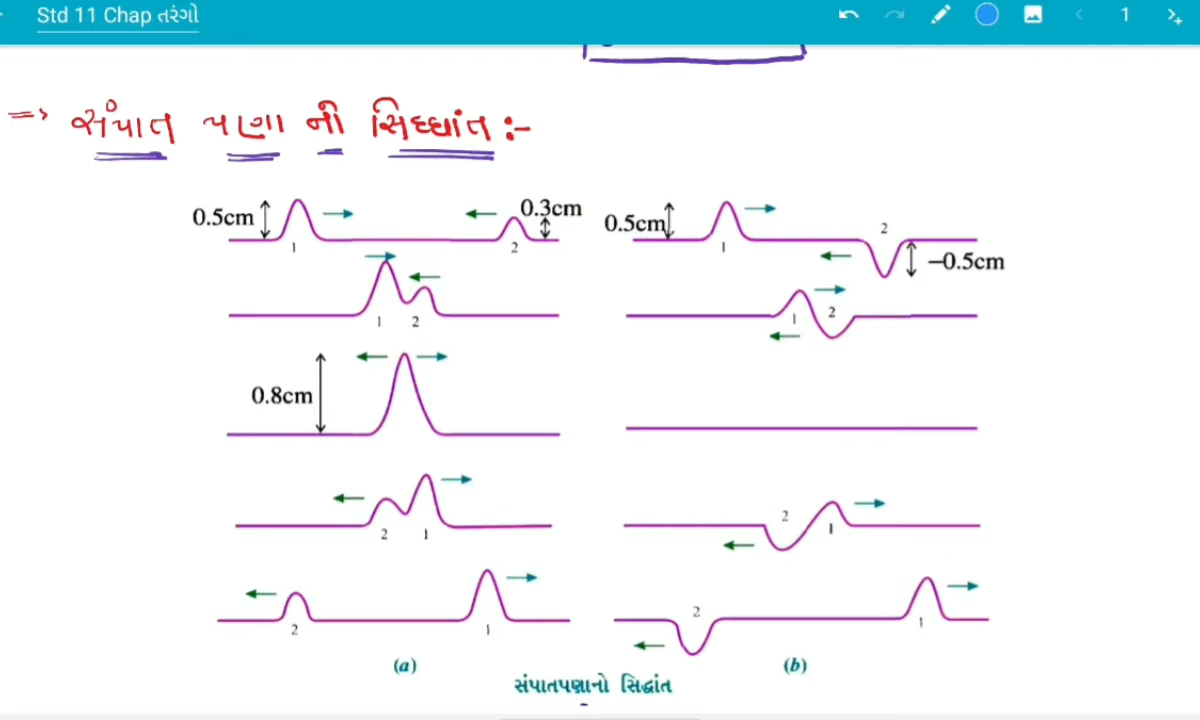 Std 11 Chap તરંગો
1
=> સંપાત પણા ની સિધ્ધાંત :-
0.5cm 0.3cm 0.5cm 2
1 2 1 -0.5cm
1 2 1 2
0.8cm
2 1 2 1
2 1 2 1
(a) (b)
સંપાતપણાનો સિદ્ધાંત